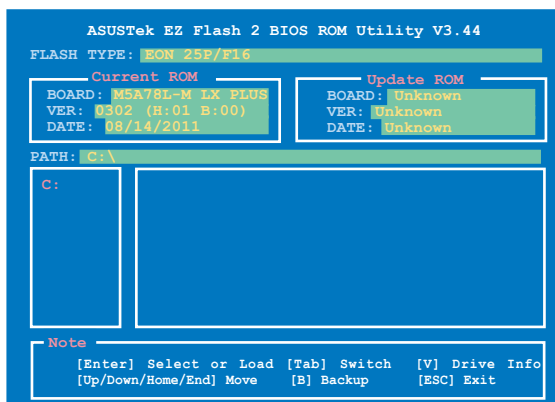 ASUSTek EZ Flash 2 BIOS ROM Utility V3.44
FLASH TYPE: EON 25P/F16
Current ROM
BOARD: M5A78L-M LX PLUS
VER: 0302 (H:01 B:00)
DATE: 08/14/2011
Update ROM
BOARD: Unknown
VER: Unknown
DATE: Unknown
PATH: C:\
C:
Note
[Enter] Select or Load [Tab] Switch [V] Drive Info
[Up/Down/Home/End] Move [B] Backup [ESC] Exit